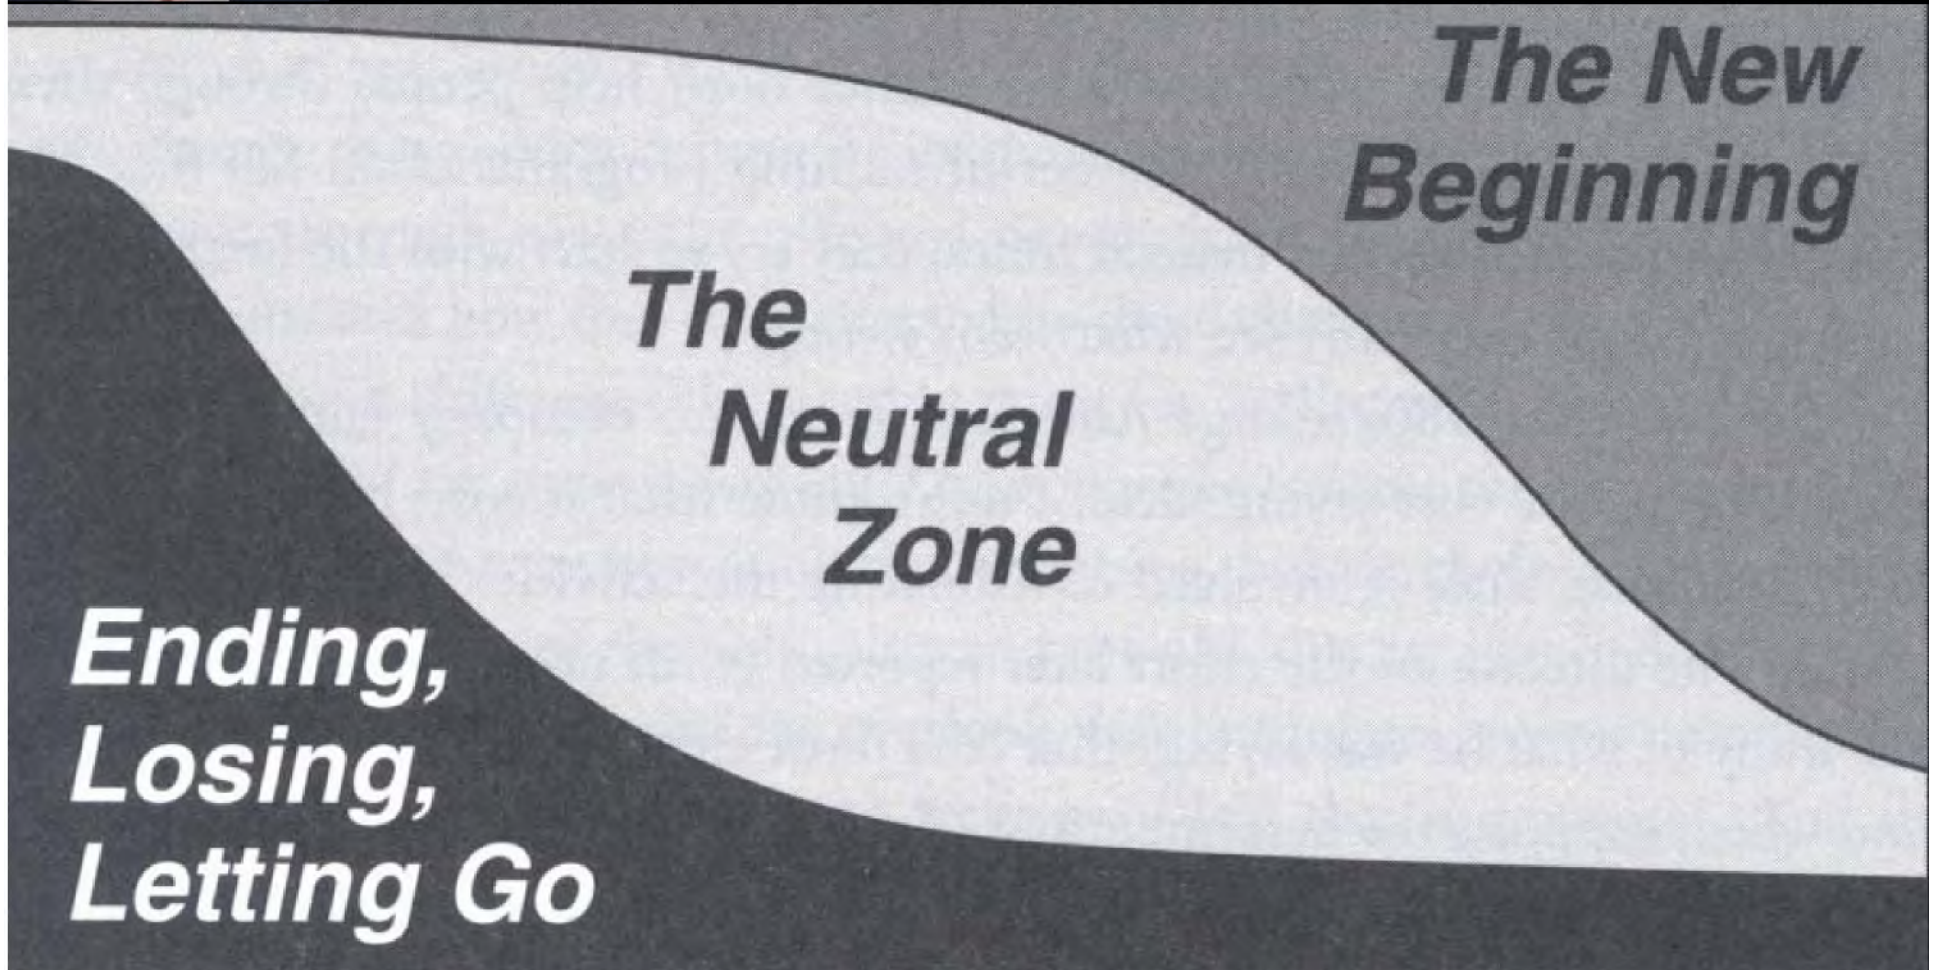 The New
Beginning
The
Neutral
Zone
Ending,
Losing,
Letting Go